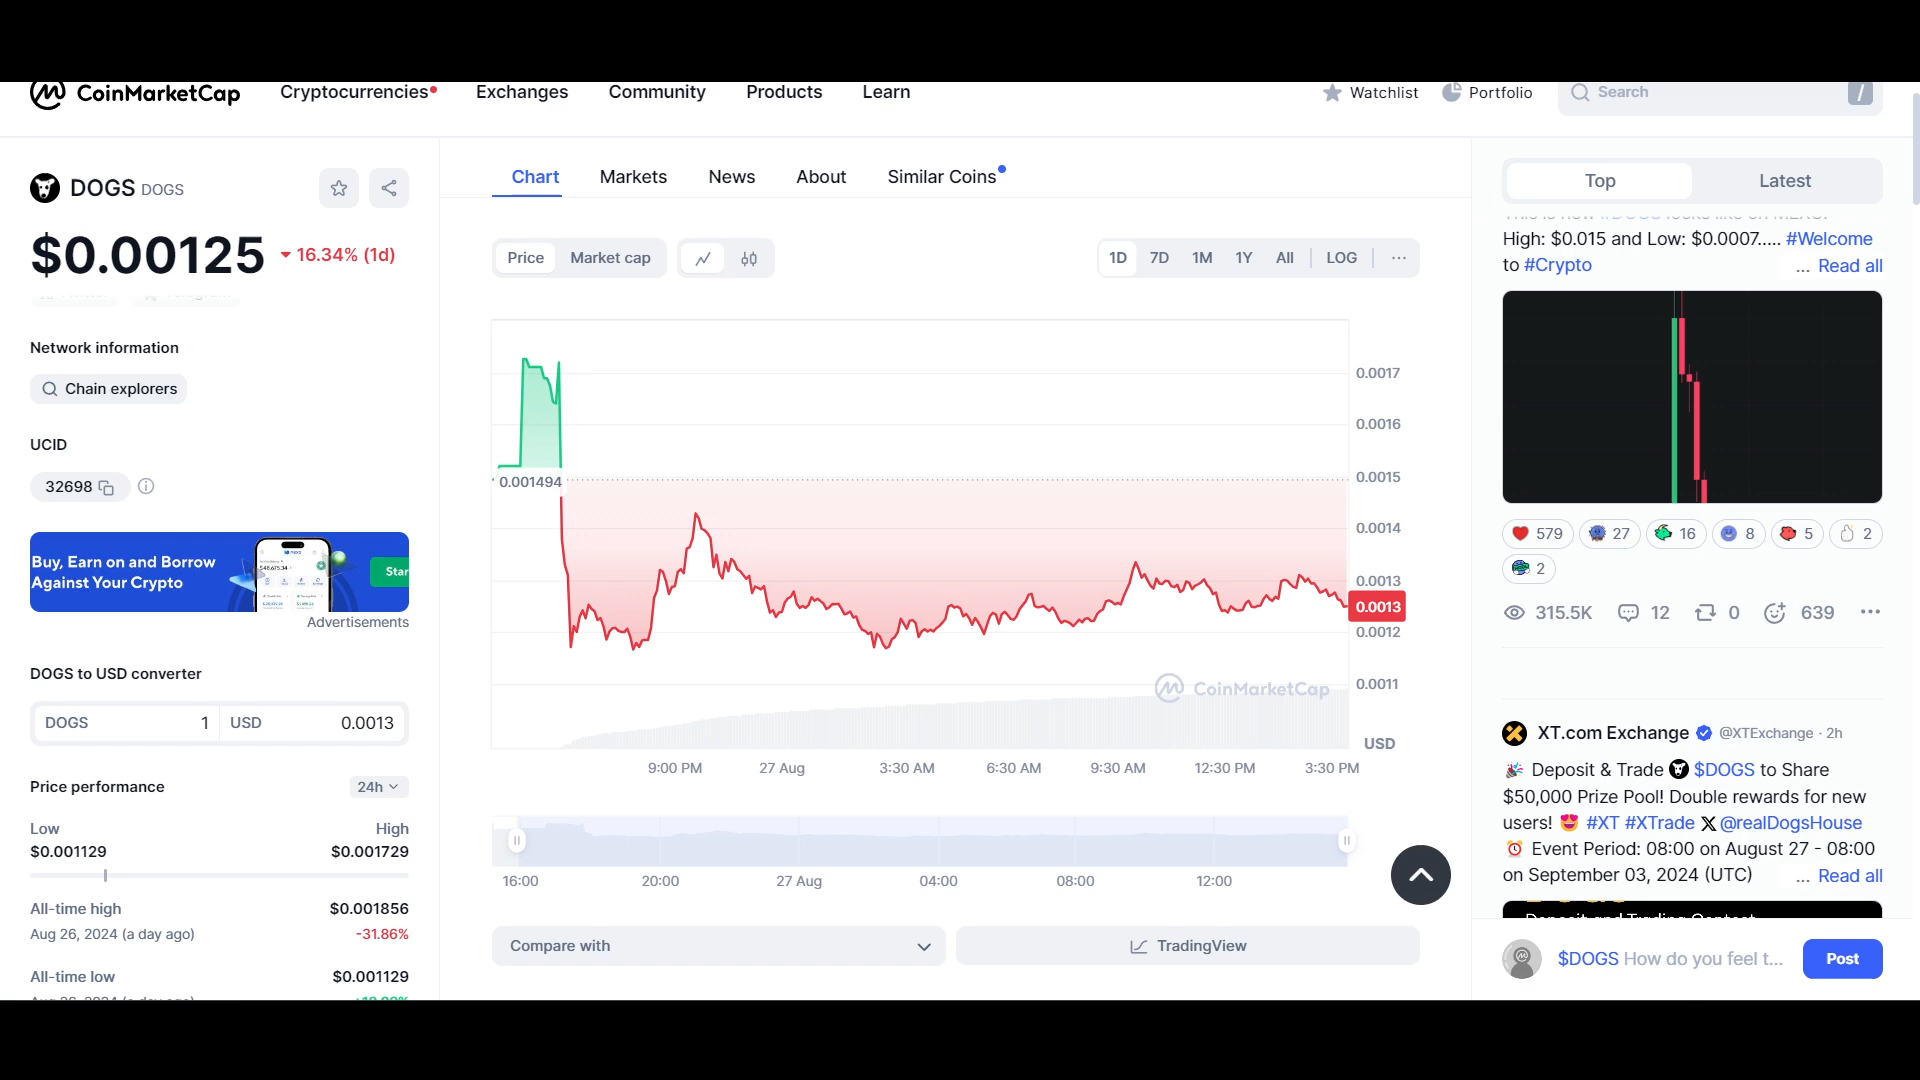 CoinMarketCap
Cryptocurrencies Exchanges Community Products Learn
Watchlist Portfolio Search /
DOGS DOGS
$0.00125 16.34% (1d)
Network information
Chain explorers
UCID
32698
Buy, Earn on and Borrow
Against Your Crypto
Star
Advertisements
DOGS to USD converter
DOGS 1 USD 0.0013
Price performance 24h
Low High
$0.001129 $0.001729
All-time high $0.001856
Aug 26, 2024 (a day ago) -31.86%
All-time low $0.001129
Chart Markets News About Similar Coins
Price Market cap
1D 7D 1M 1Y All LOG ...
0.0017
0.0016
0.0015
0.001494
0.0014
0.0013
0.0013
0.0012
0.0011
CoinMarketCap
USD
9:00 PM 27 Aug 3:30 AM 6:30 AM 9:30 AM 12:30 PM 3:30 PM
16:00 20:00 27 Aug 04:00 08:00 12:00
Compare with TradingView
Top Latest
High: $0.015 and Low: $0.0007..... #Welcome
to #Crypto ... Read all
579 27 16 8 5 2
2
315.5K 12 0 639
XT.com Exchange @XTExchange · 2h
Deposit & Trade $DOGS to Share
$50,000 Prize Pool! Double rewards for new
users! #XT #XTrade X @realDogsHouse
Event Period: 08:00 on August 27 - 08:00
on September 03, 2024 (UTC) ... Read all
Deposit and Trading Contest
$DOGS How do you feel t... Post